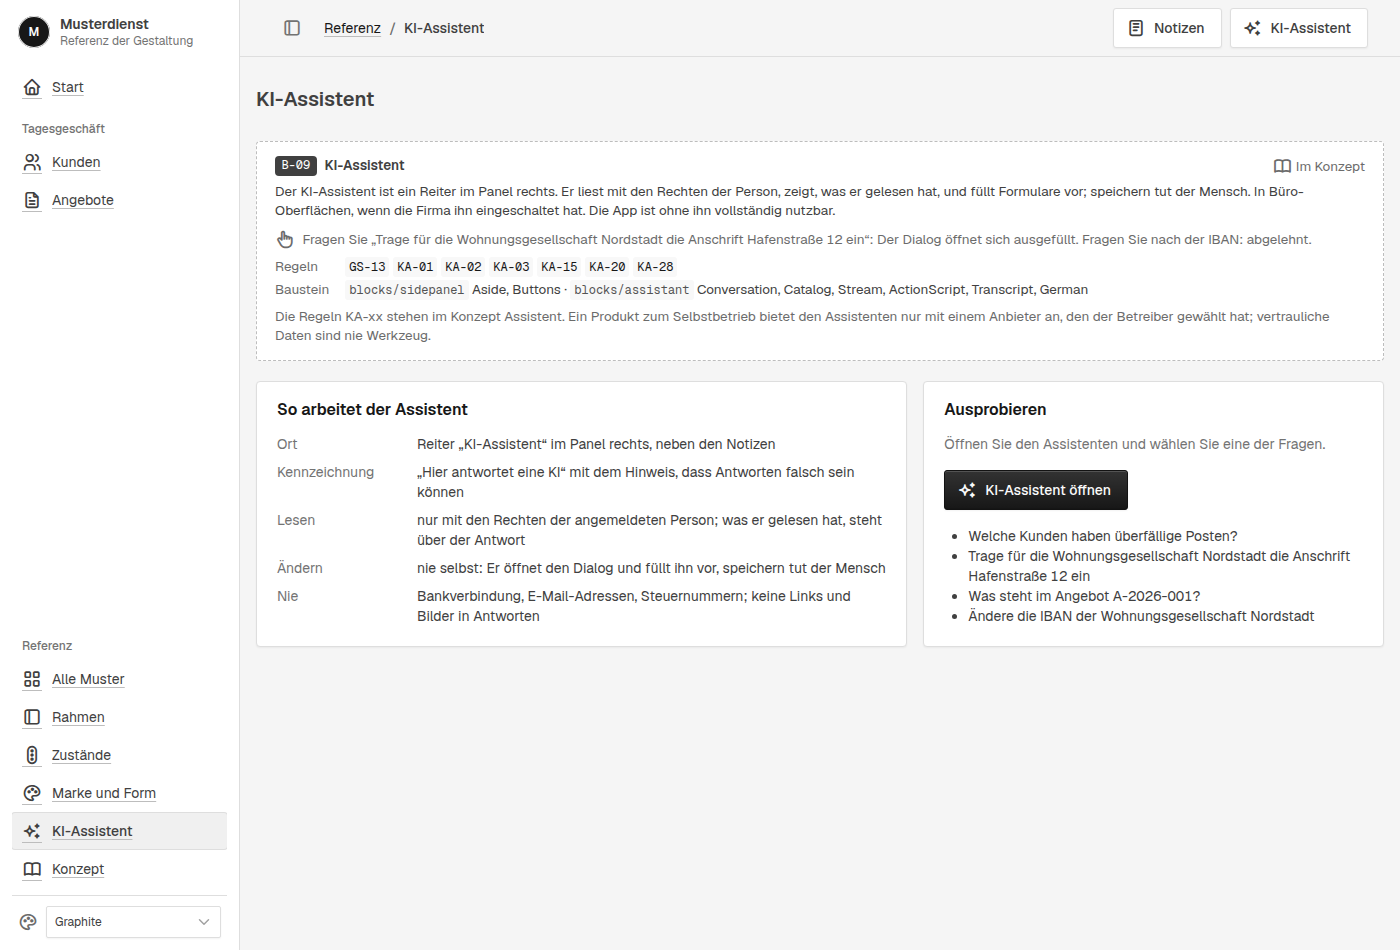 M
Musterdienst
Referenz der Gestaltung
Start
Tagesgeschäft
Kunden
Angebote
Referenz
Alle Muster
Rahmen
Zustände
Marke und Form
KI-Assistent
Konzept
Graphite
Referenz / KI-Assistent
Notizen
KI-Assistent
KI-Assistent
B-09 KI-Assistent
Im Konzept
Der KI-Assistent ist ein Reiter im Panel rechts. Er liest mit den Rechten der Person, zeigt, was er gelesen hat, und füllt Formulare vor; speichern tut der Mensch. In Büro-
Oberflächen, wenn die Firma ihn eingeschaltet hat. Die App ist ohne ihn vollständig nutzbar.
Fragen Sie „Trage für die Wohnungsgesellschaft Nordstadt die Anschrift Hafenstraße 12 ein“: Der Dialog öffnet sich ausgefüllt. Fragen Sie nach der IBAN: abgelehnt.
Regeln GS-13 KA-01 KA-02 KA-03 KA-15 KA-20 KA-28
Baustein blocks/sidepanel Aside, Buttons · blocks/assistant Conversation, Catalog, Stream, ActionScript, Transcript, German
Die Regeln KA-xx stehen im Konzept Assistent. Ein Produkt zum Selbstbetrieb bietet den Assistenten nur mit einem Anbieter an, den der Betreiber gewählt hat; vertrauliche
Daten sind nie Werkzeug.
So arbeitet der Assistent
Ort Reiter „KI-Assistent“ im Panel rechts, neben den Notizen
Kennzeichnung „Hier antwortet eine KI“ mit dem Hinweis, dass Antworten falsch sein
können
Lesen nur mit den Rechten der angemeldeten Person; was er gelesen hat, steht
über der Antwort
Ändern nie selbst: Er öffnet den Dialog und füllt ihn vor, speichern tut der Mensch
Nie Bankverbindung, E-Mail-Adressen, Steuernummern; keine Links und
Bilder in Antworten
Ausprobieren
Öffnen Sie den Assistenten und wählen Sie eine der Fragen.
KI-Assistent öffnen
• Welche Kunden haben überfällige Posten?
• Trage für die Wohnungsgesellschaft Nordstadt die Anschrift
Hafenstraße 12 ein
• Was steht im Angebot A-2026-001?
• Ändere die IBAN der Wohnungsgesellschaft Nordstadt